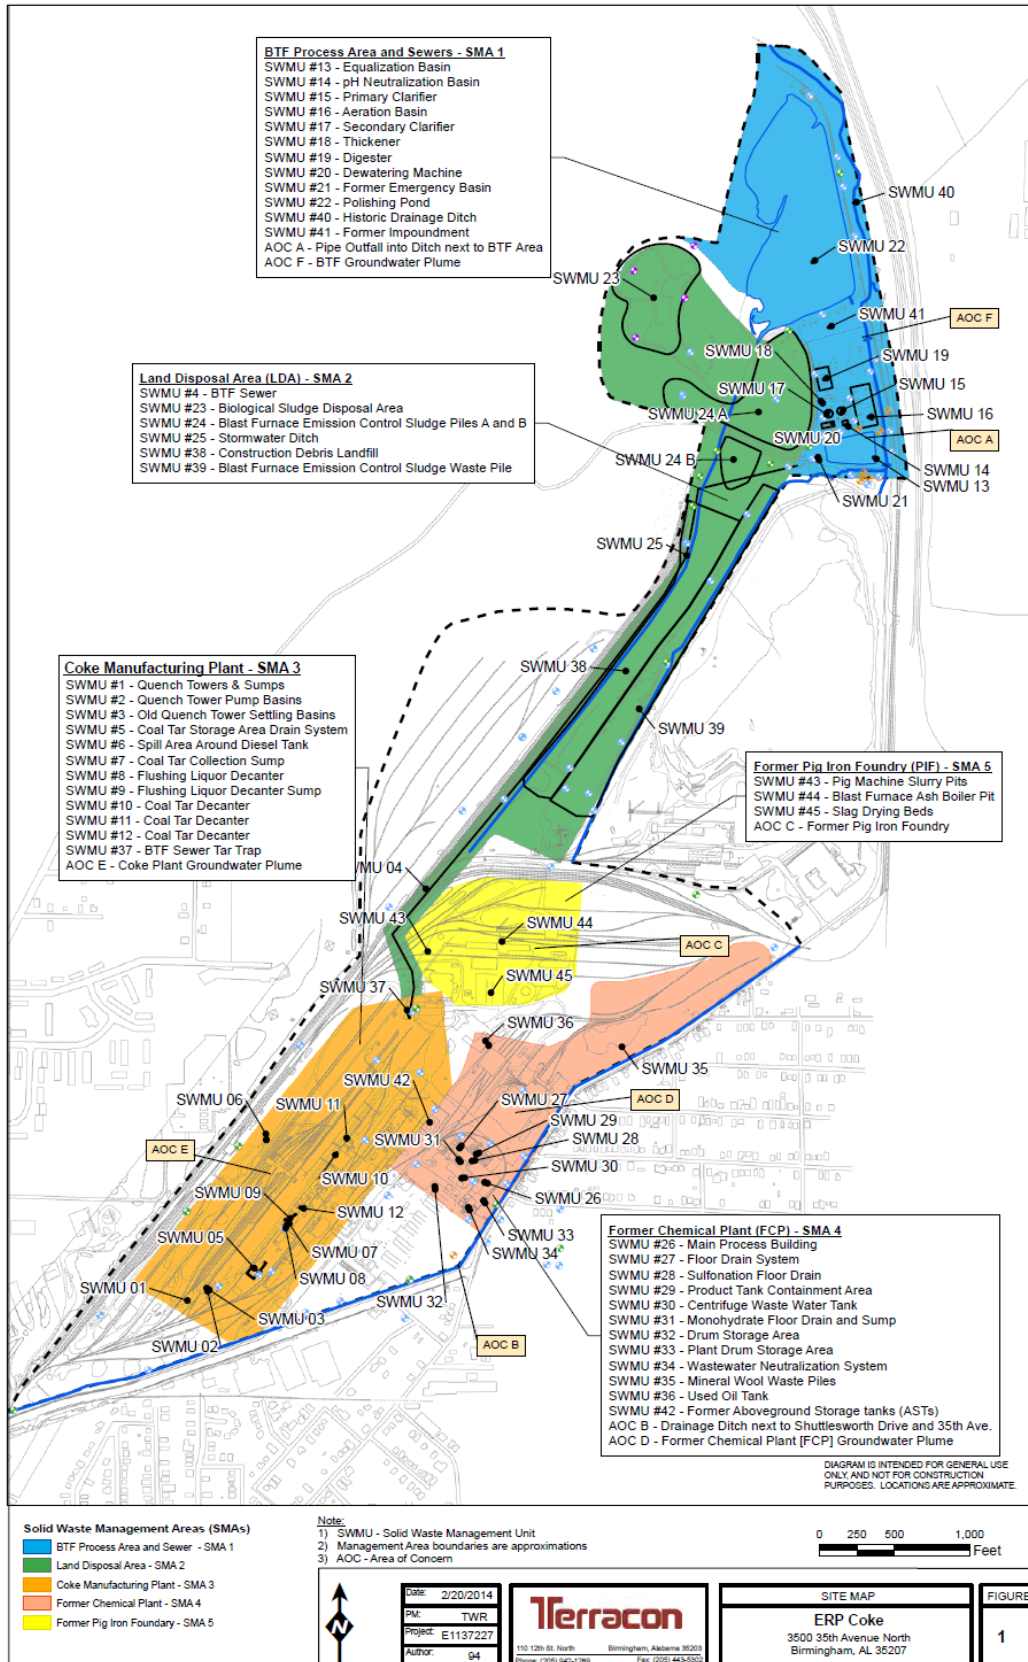 BTF Process Area and Sewers - SMA 1
SWMU #13 - Equalization Basin
SWMU #14 - pH Neutralization Basin
SWMU #15 - Primary Clarifier
SWMU #16 - Aeration Basin
SWMU #17 - Secondary Clarifier
SWMU #18 - Thickener
SWMU #19 - Digester
SWMU #20 - Dewatering Machine
SWMU #21 - Former Emergency Basin
SWMU #22 - Polishing Pond
SWMU #40 - Historic Drainage Ditch
SWMU #41 - Former Impoundment
AOC A - Pipe Outfall into Ditch next to BTF Area
AOC F - BTF Groundwater Plume
SWMU 40
SWMU 22
SWMU 23
SWMU 41
AOC F
SWMU 18
SWMU 19
SWMU 17
SWMU 15
SWMU 24 A
SWMU 16
SWMU 20
AOC A
SWMU 24 B
SWMU 14
SWMU 13
SWMU 21
Land Disposal Area (LDA) - SMA 2
SWMU #4 - BTF Sewer
SWMU #23 - Biological Sludge Disposal Area
SWMU #24 - Blast Furnace Emission Control Sludge Piles A and B
SWMU #25 - Stormwater Ditch
SWMU #38 - Construction Debris Landfill
SWMU #39 - Blast Furnace Emission Control Sludge Waste Pile
SWMU 25
SWMU 38
SWMU 39
Coke Manufacturing Plant - SMA 3
SWMU #1 - Quench Towers & Sumps
SWMU #2 - Quench Tower Pump Basins
SWMU #3 - Old Quench Tower Settling Basins
SWMU #5 - Coal Tar Storage Area Drain System
SWMU #6 - Spill Area Around Diesel Tank
SWMU #7 - Coal Tar Collection Sump
SWMU #8 - Flushing Liquor Decanter
SWMU #9 - Flushing Liquor Decanter Sump
SWMU #10 - Coal Tar Decanter
SWMU #11 - Coal Tar Decanter
SWMU #12 - Coal Tar Decanter
SWMU #37 - BTF Sewer Tar Trap
AOC E - Coke Plant Groundwater Plume
Former Pig Iron Foundry (PIF) - SMA 5
SWMU #43 - Pig Machine Slurry Pits
SWMU #44 - Blast Furnace Ash Boiler Pit
SWMU #45 - Slag Drying Beds
AOC C - Former Pig Iron Foundry
WMU 04
SWMU 43
SWMU 44
AOC C
SWMU 45
SWMU 37
SWMU 36
SWMU 35
SWMU 42
SWMU 27
AOC D
SWMU 06
SWMU 11
SWMU 29
SWMU 31
SWMU 28
AOC E
SWMU 10
SWMU 30
SWMU 09
SWMU 26
SWMU 12
SWMU 33
SWMU 05
SWMU 07
SWMU 34
SWMU 08
SWMU 01
SWMU 03
SWMU 32
SWMU 02
AOC B
Former Chemical Plant (FCP) - SMA 4
SWMU #26 - Main Process Building
SWMU #27 - Floor Drain System
SWMU #28 - Sulfonation Floor Drain
SWMU #29 - Product Tank Containment Area
SWMU #30 - Centrifuge Waste Water Tank
SWMU #31 - Monohydrate Floor Drain and Sump
SWMU #32 - Drum Storage Area
SWMU #33 - Plant Drum Storage Area
SWMU #34 - Wastewater Neutralization System
SWMU #35 - Mineral Wool Waste Piles
SWMU #36 - Used Oil Tank
SWMU #42 - Former Aboveground Storage tanks (ASTs)
AOC B - Drainage Ditch next to Shuttlesworth Drive and 35th Ave.
AOC D - Former Chemical Plant [FCP] Groundwater Plume
DIAGRAM IS INTENDED FOR GENERAL USE
ONLY, AND NOT FOR CONSTRUCTION
PURPOSES. LOCATIONS ARE APPROXIMATE.
Solid Waste Management Areas (SMAs)
BTF Process Area and Sewer - SMA 1
Land Disposal Area - SMA 2
Coke Manufacturing Plant - SMA 3
Former Chemical Plant - SMA 4
Former Pig Iron Foundary - SMA 5
Note:
1) SWMU - Solid Waste Management Unit
2) Management Area boundaries are approximations
3) AOC - Area of Concern
0 250 500 1,000
Feet
N
Date: 2/20/2014
PM: TWR
Project: E1137227
Author: 94
Terracon
110 12th St. North Birmingham, Alabama 35203
Phone: (205) 942-1289 Fax: (205) 443-5302
SITE MAP
ERP Coke
3500 35th Avenue North
Birmingham, AL 35207
FIGURE
1